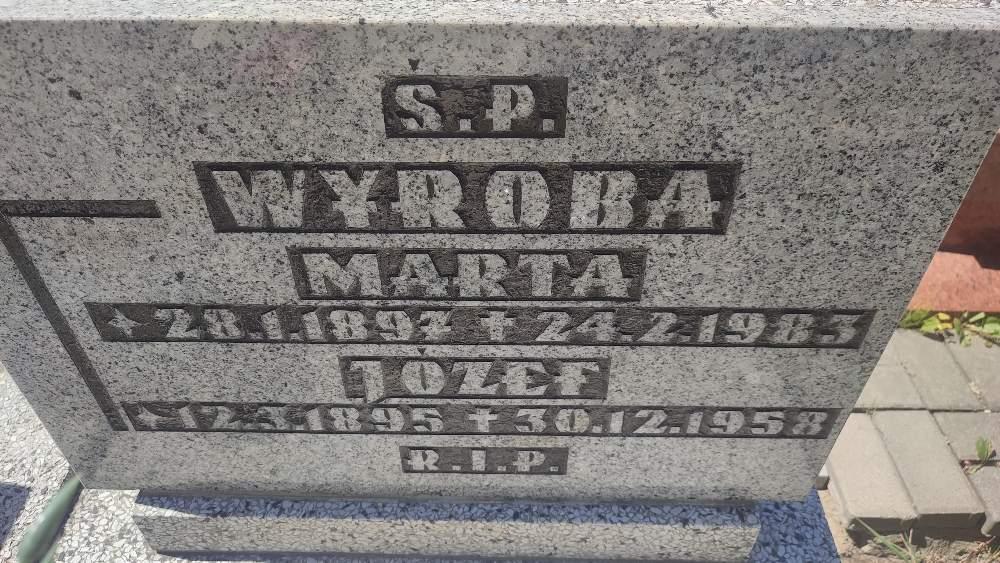 Ś.P.
WYROBA
MARTA
* 28.1.1897 † 24.2.1983
JÓZEF
* 12.3.1895 † 30.12.1958
R.I.P.